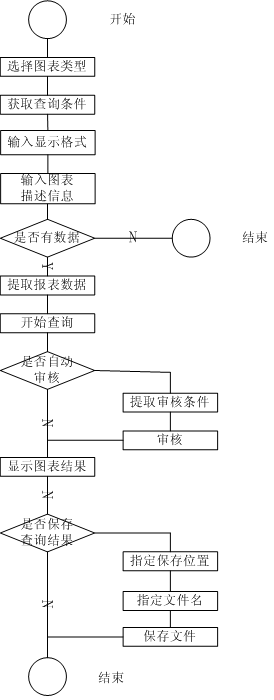 开始
选择图表类型
获取查询条件
输入显示格式
输入图表
描述信息
是否有数据
N
结束
Y
提取报表数据
开始查询
是否自动
审核
提取审核条件
N
审核
显示图表结果
N
是否保存
查询结果
指定保存位置
N
指定文件名
保存文件
结束